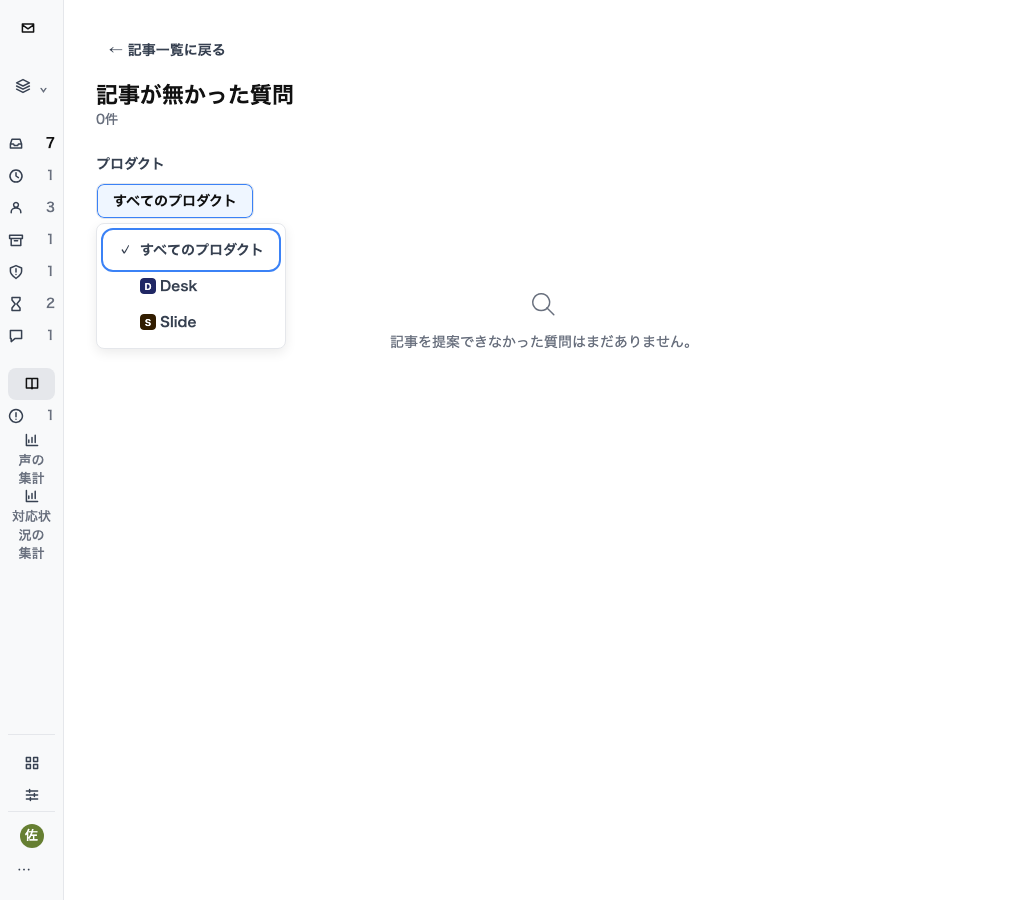 ← 記事一覧に戻る
記事が無かった質問
0件
プロダクト
すべてのプロダクト
✓ すべてのプロダクト
D Desk
S Slide
記事を提案できなかった質問はまだありません。
7
1
3
1
1
2
1
1
声の
集計
対応状
況の
集計
佐
…